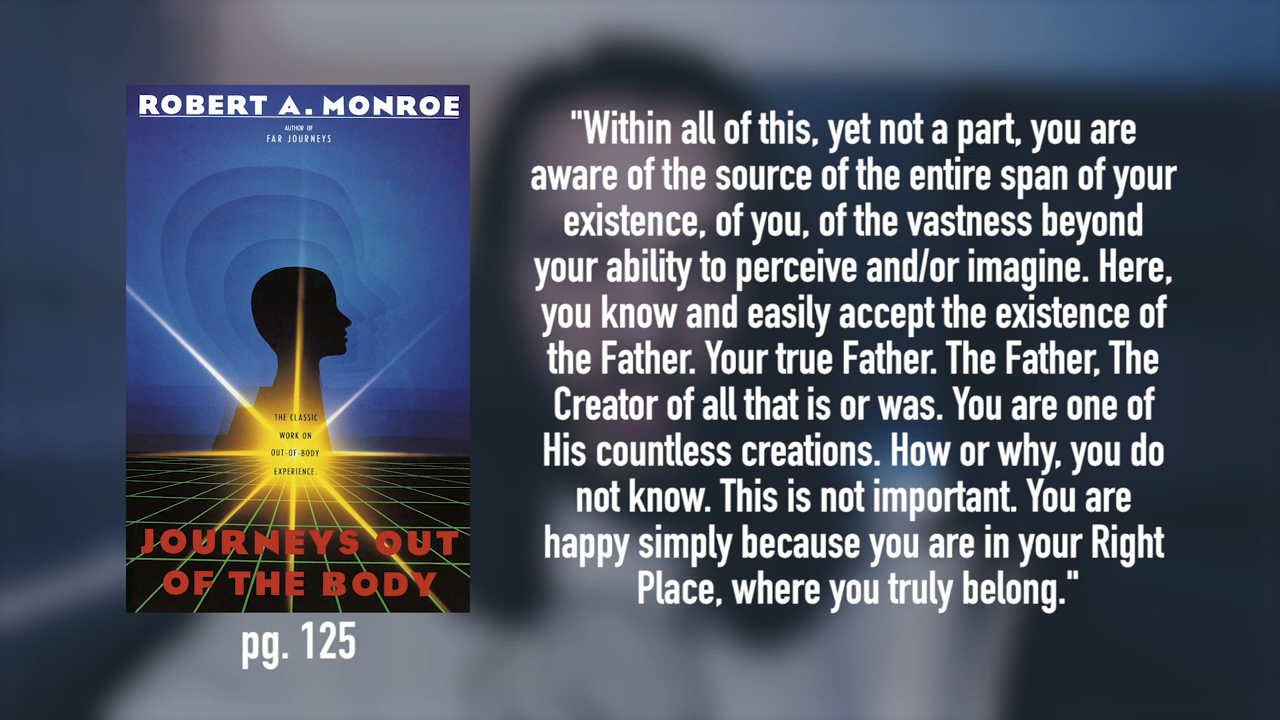 ROBERT A. MONROE
AUTHOR OF
FAR JOURNEYS
THE CLASSIC
WORK ON
OUT-OF-BODY
EXPERIENCE.
JOURNEYS OUT
OF THE BODY
pg. 125
"Within all of this, yet not a part, you are
aware of the source of the entire span of your
existence, of you, of the vastness beyond
your ability to perceive and/or imagine. Here,
you know and easily accept the existence of
the Father. Your true Father. The Father, The
Creator of all that is or was. You are one of
His countless creations. How or why, you do
not know. This is not important. You are
happy simply because you are in your Right
Place, where you truly belong."